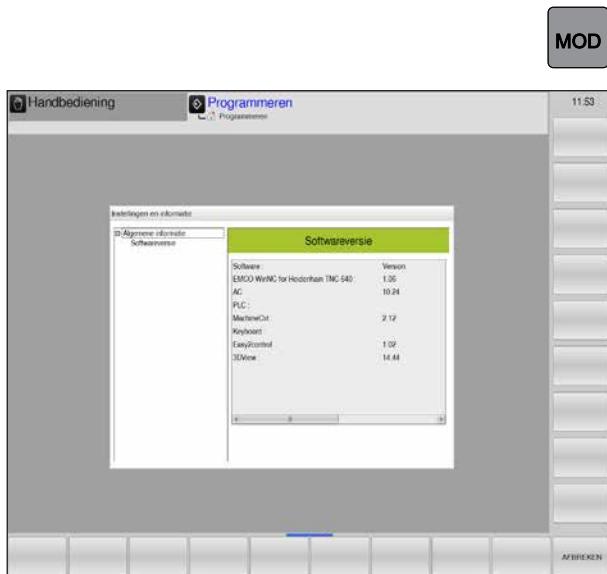 MOD
Handbediening
Programmeren
Programmeren
11:53
Instellingen en informatie
Algemene informatie
Softwareversie
Softwareversie
Software : Version
EMCO WinNC for Heidenhain TNC 640 : 1.06
AC 10.24
PLC :
MachineCtrl : 2.12
Keyboard :
Easy2control 1.02
3DView 14.44
AFBREKEN